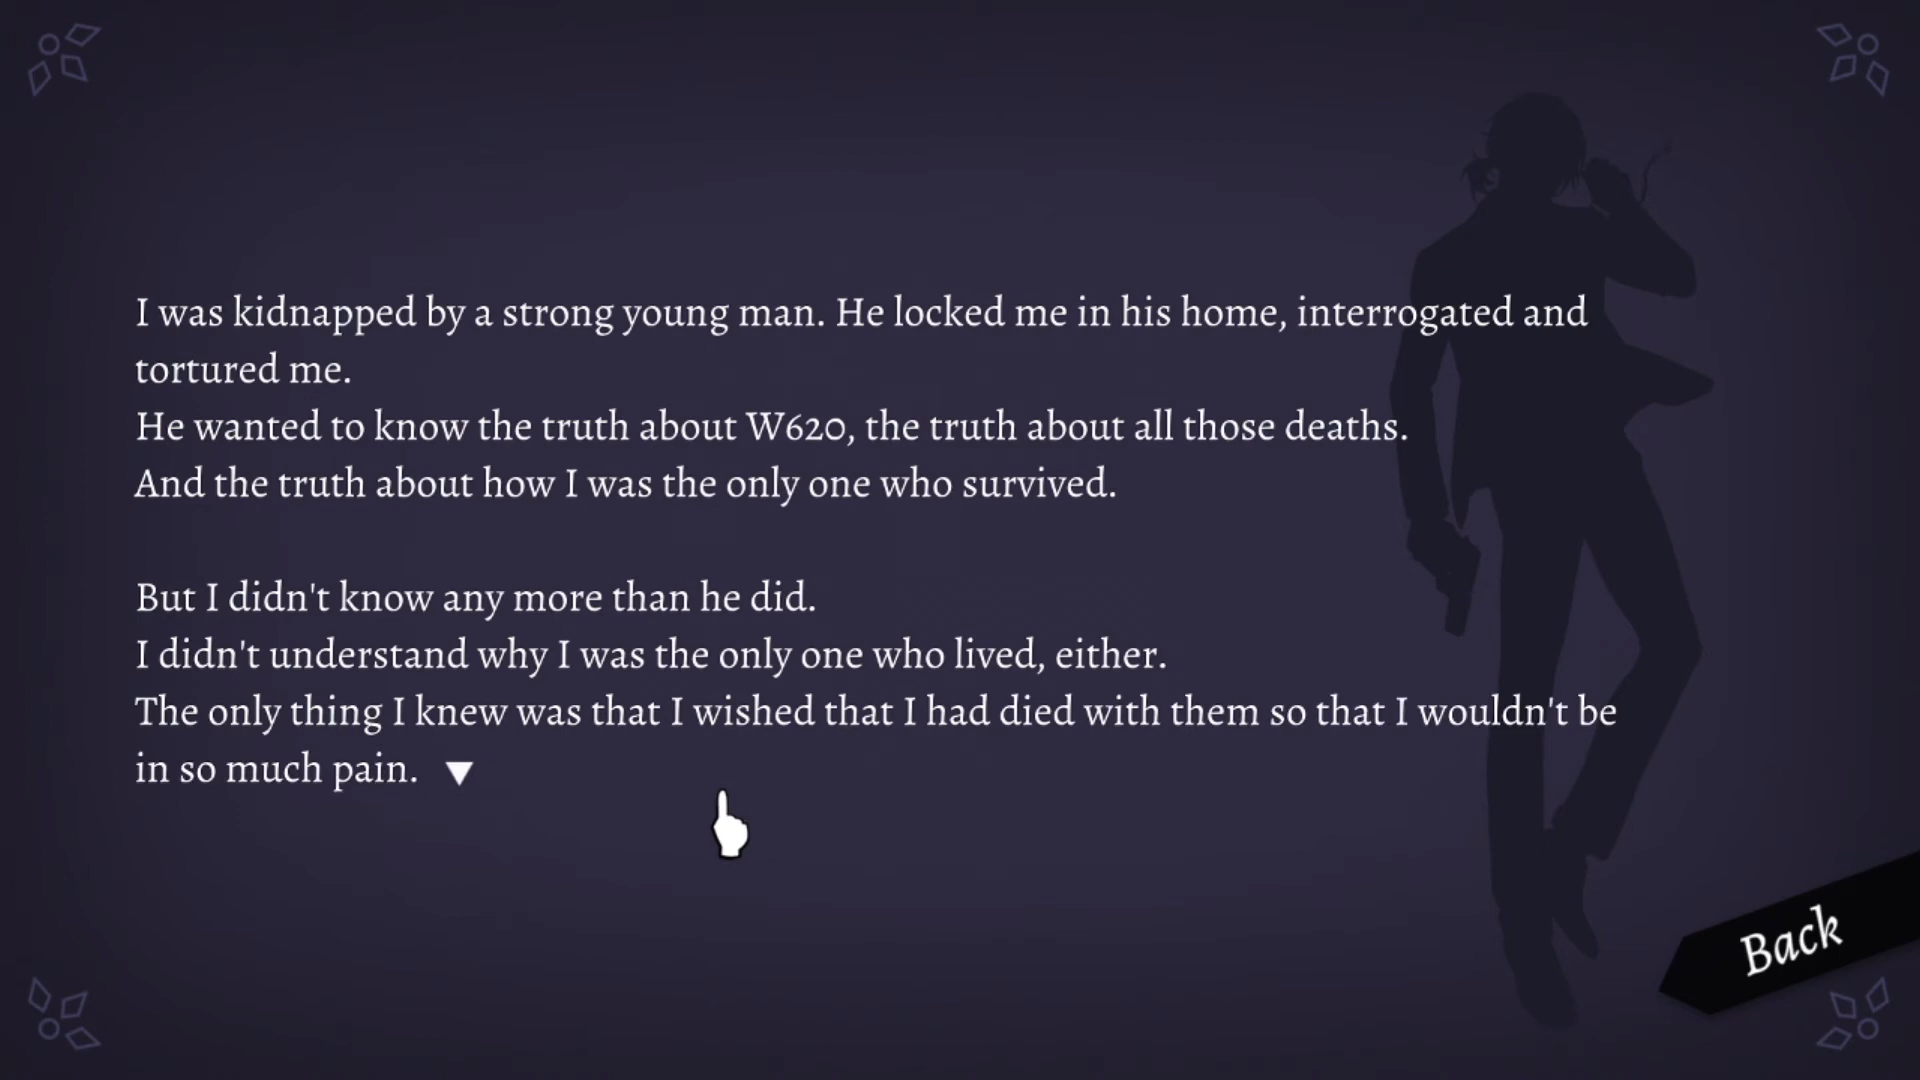 I was kidnapped by a strong young man. He locked me in his home, interrogated and
tortured me.
He wanted to know the truth about W620, the truth about all those deaths.
And the truth about how I was the only one who survived.
But I didn't know any more than he did.
I didn't understand why I was the only one who lived, either.
The only thing I knew was that I wished that I had died with them so that I wouldn't be
in so much pain.
Back